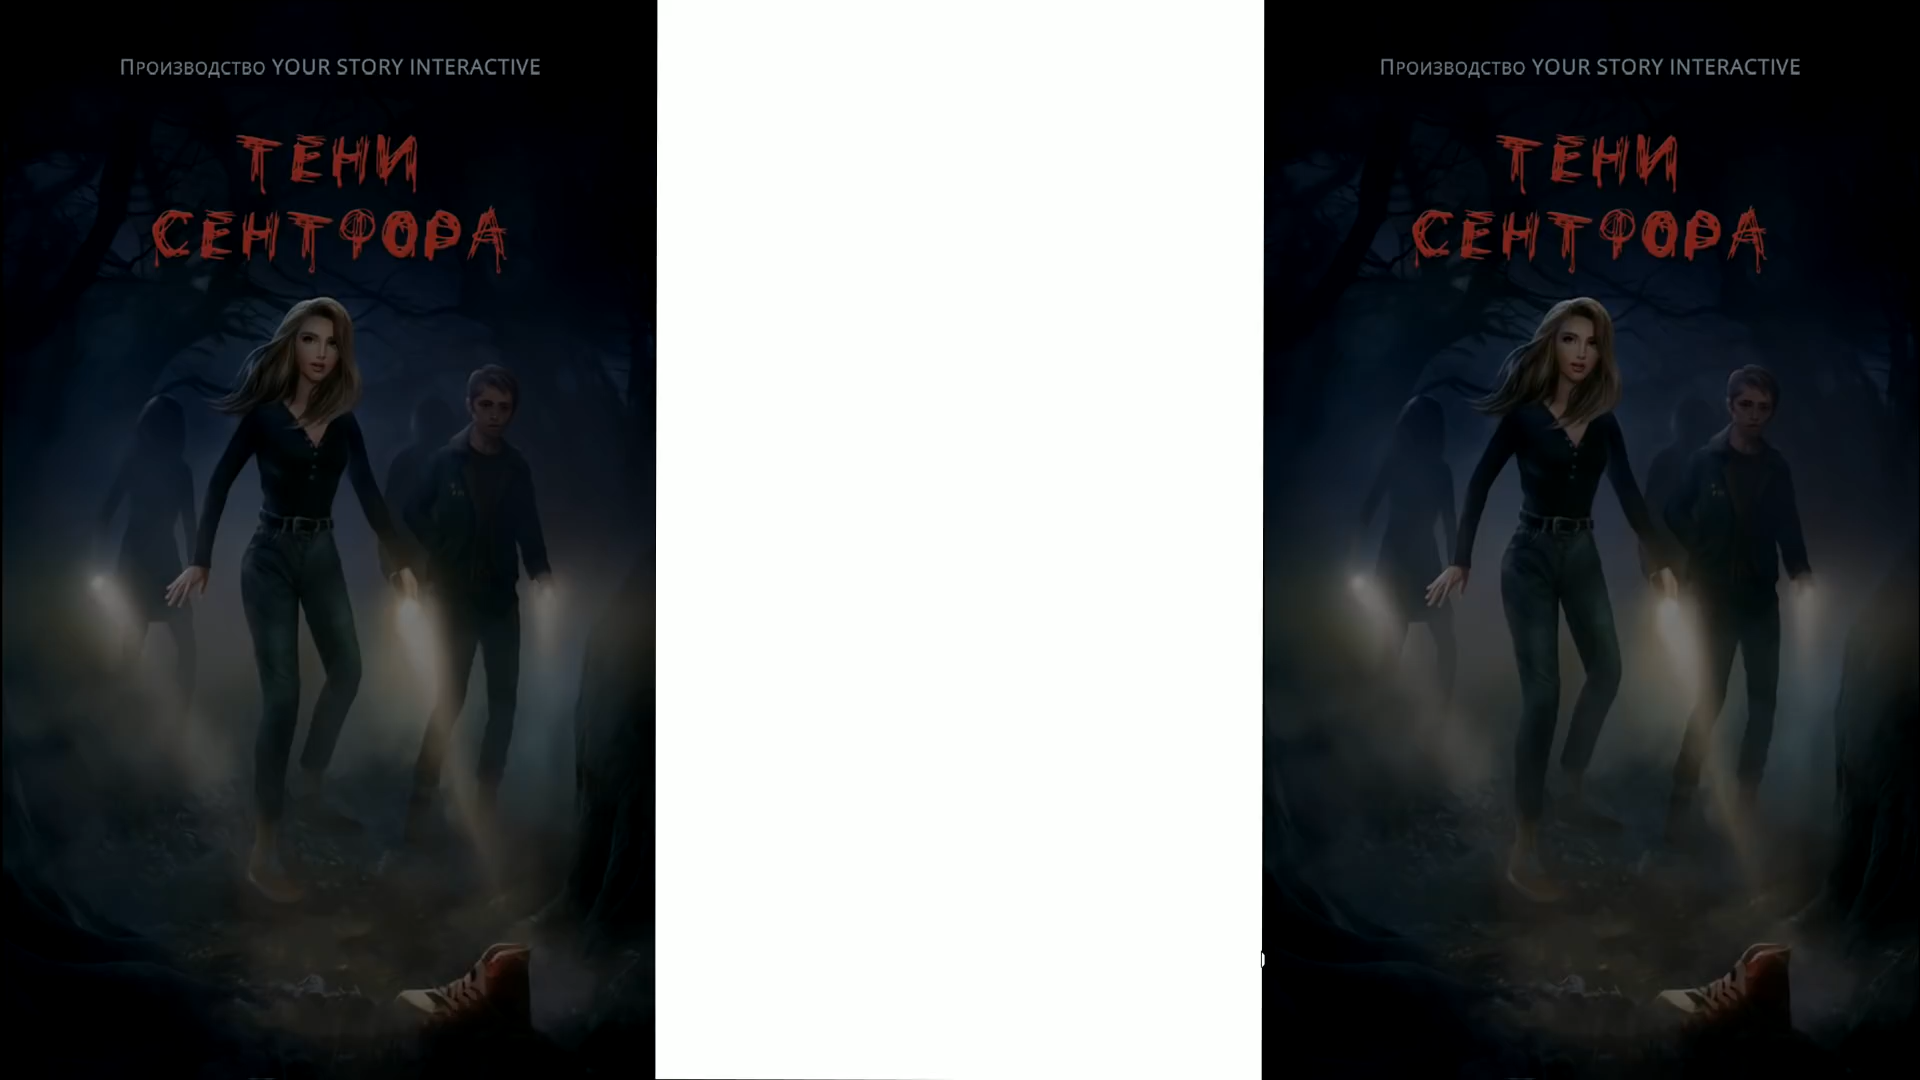 Производство YOUR STORY INTERACTIVE
ТЕНИ
СЕНТФОРА
Производство YOUR STORY INTERACTIVE
ТЕНИ
СЕНТФОРА